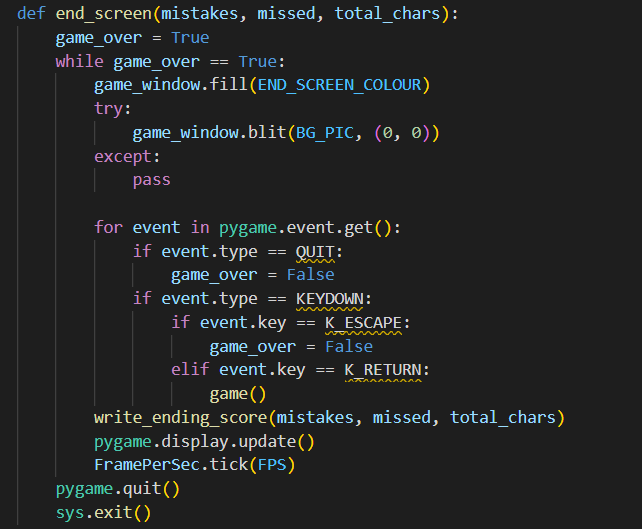 def end_screen(mistakes, missed, total_chars):
    game_over = True
    while game_over == True:
        game_window.fill(END_SCREEN_COLOUR)
        try:
            game_window.blit(BG_PIC, (0, 0))
        except:
            pass

        for event in pygame.event.get():
            if event.type == QUIT:
                game_over = False
            if event.type == KEYDOWN:
                if event.key == K_ESCAPE:
                    game_over = False
                elif event.key == K_RETURN:
                    game()
        write_ending_score(mistakes, missed, total_chars)
        pygame.display.update()
        FramePerSec.tick(FPS)
    pygame.quit()
    sys.exit()